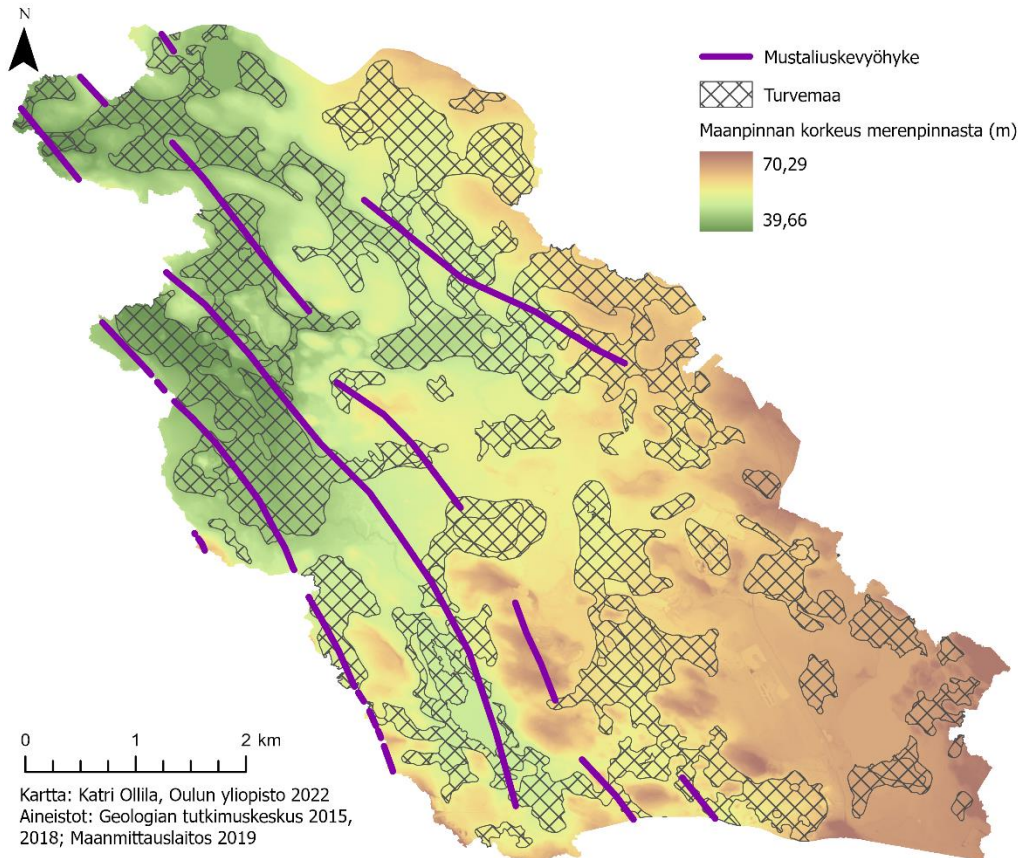 N
Mustaliuskevyöhyke
Turvemaa
Maanpinnan korkeus merenpinnasta (m)
70,29
39,66
0 1 2 km
Kartta: Katri Ollila, Oulun yliopisto 2022
Aineistot: Geologian tutkimuskeskus 2015,
2018; Maanmittauslaitos 2019